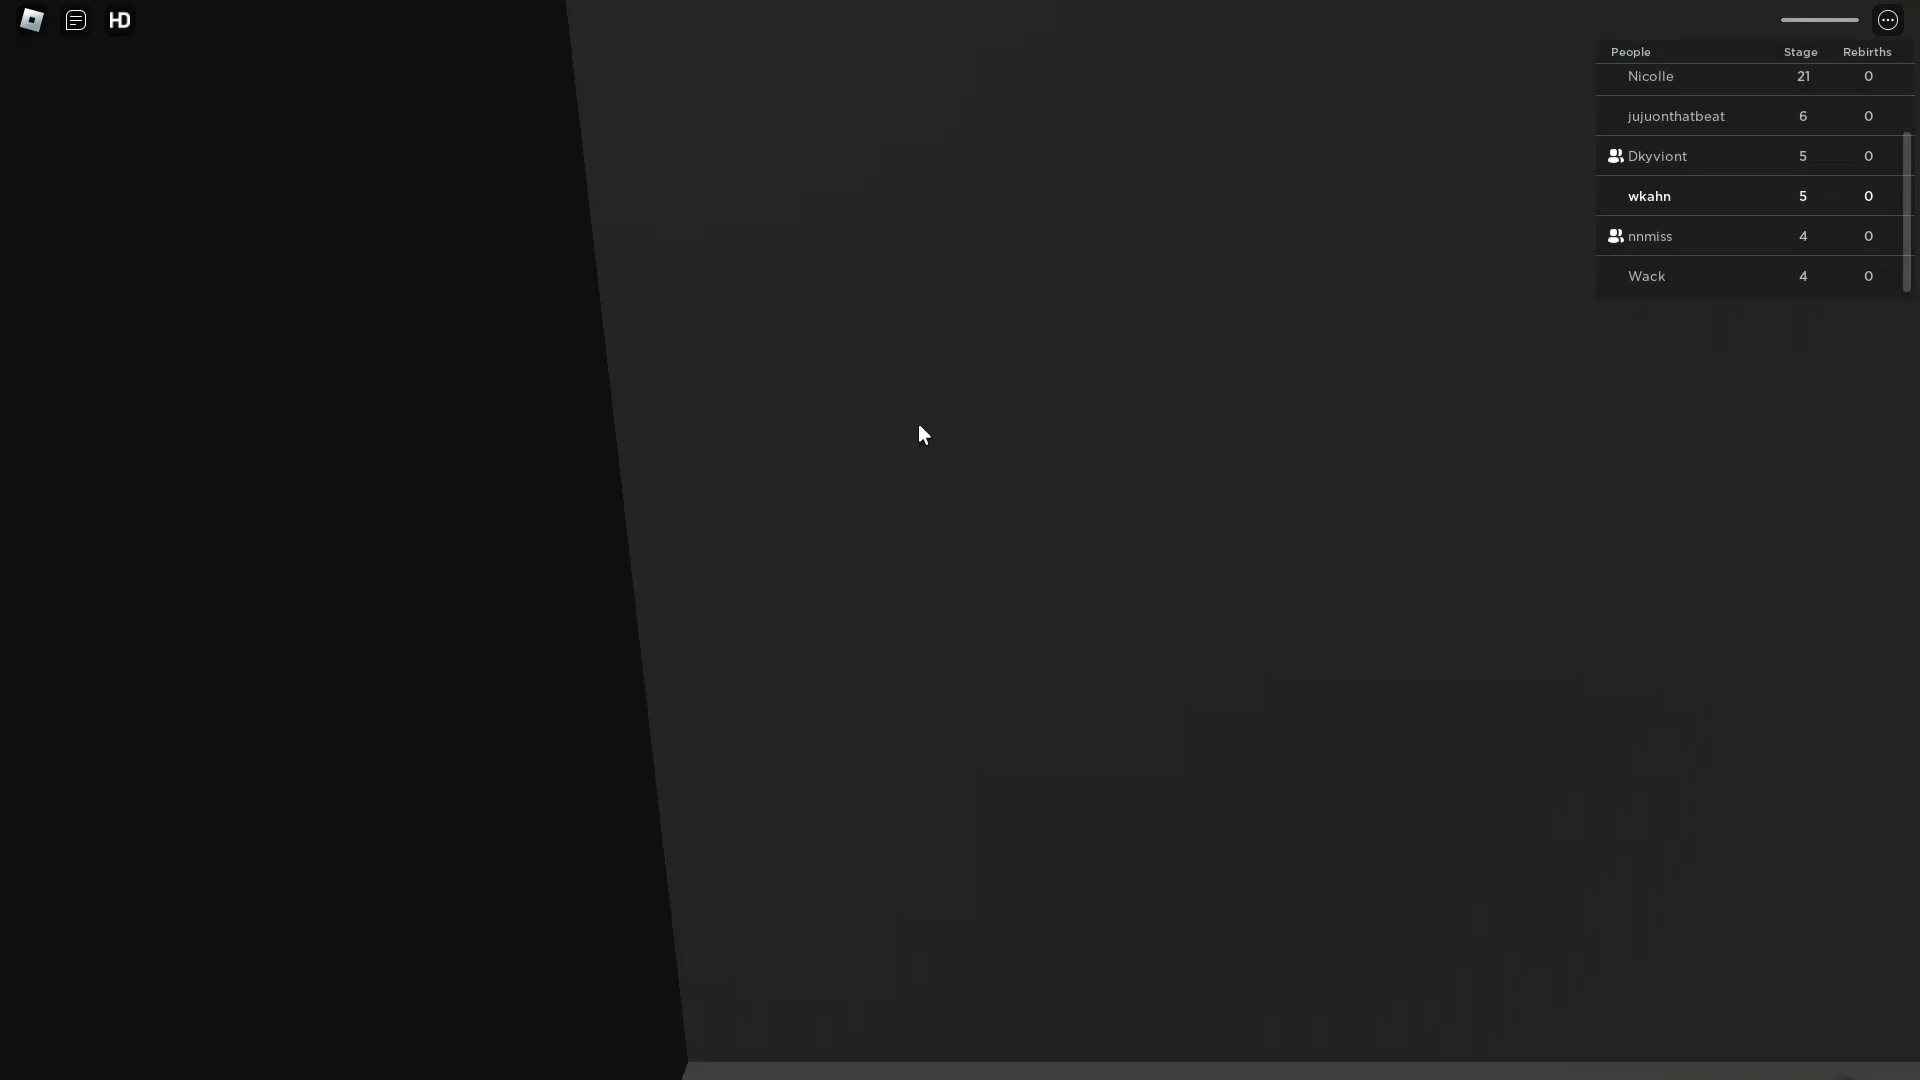 HD
People Stage Rebirths
Nicolle 21 0
jujuonthatbeat 6 0
Dkyviont 5 0
wkahn 5 0
nnmiss 4 0
Wack 4 0